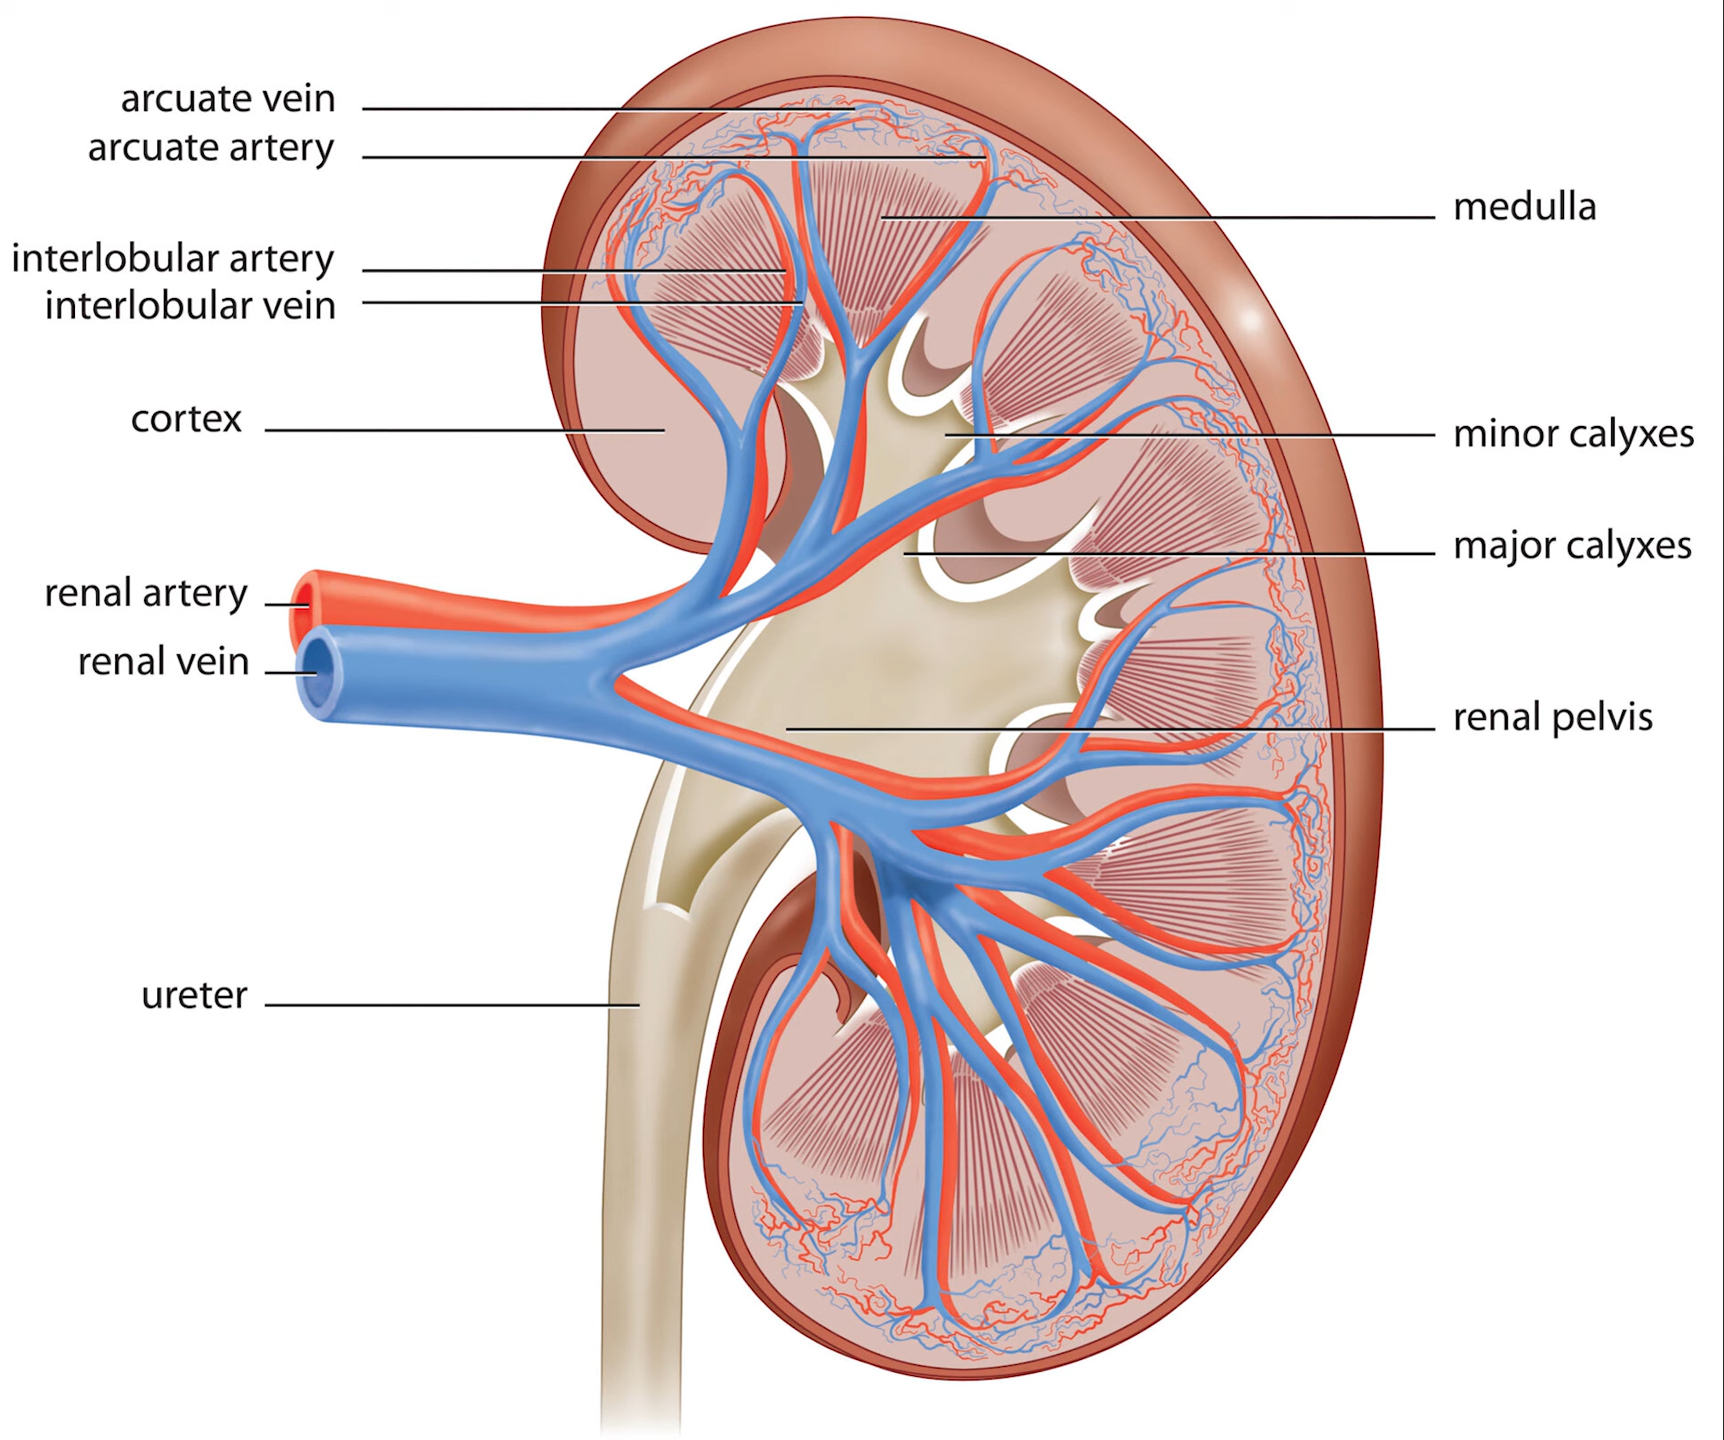 arcuate vein
arcuate artery
interlobular artery
interlobular vein
cortex
renal artery
renal vein
ureter
medulla
minor calyxes
major calyxes
renal pelvis